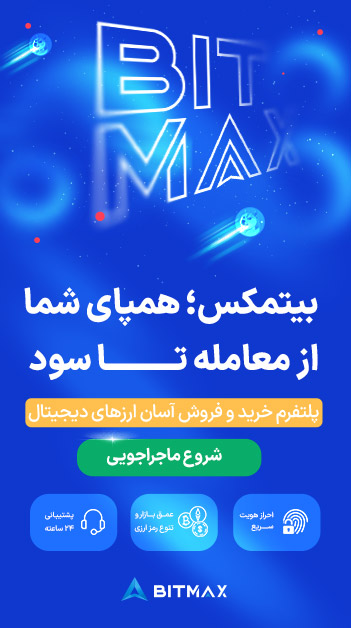 BIT
MAX
بیتمکس؛ همپای شما
از معامله تـــــا سود
پلتفرم خرید و فروش آسان ارزهای دیجیتال
شروع ماجراجویی
احراز هویت
سریع
عمق بازار و
تنوع رمز ارزی
پشتیبانی
۲۴ ساعته
BITMAX